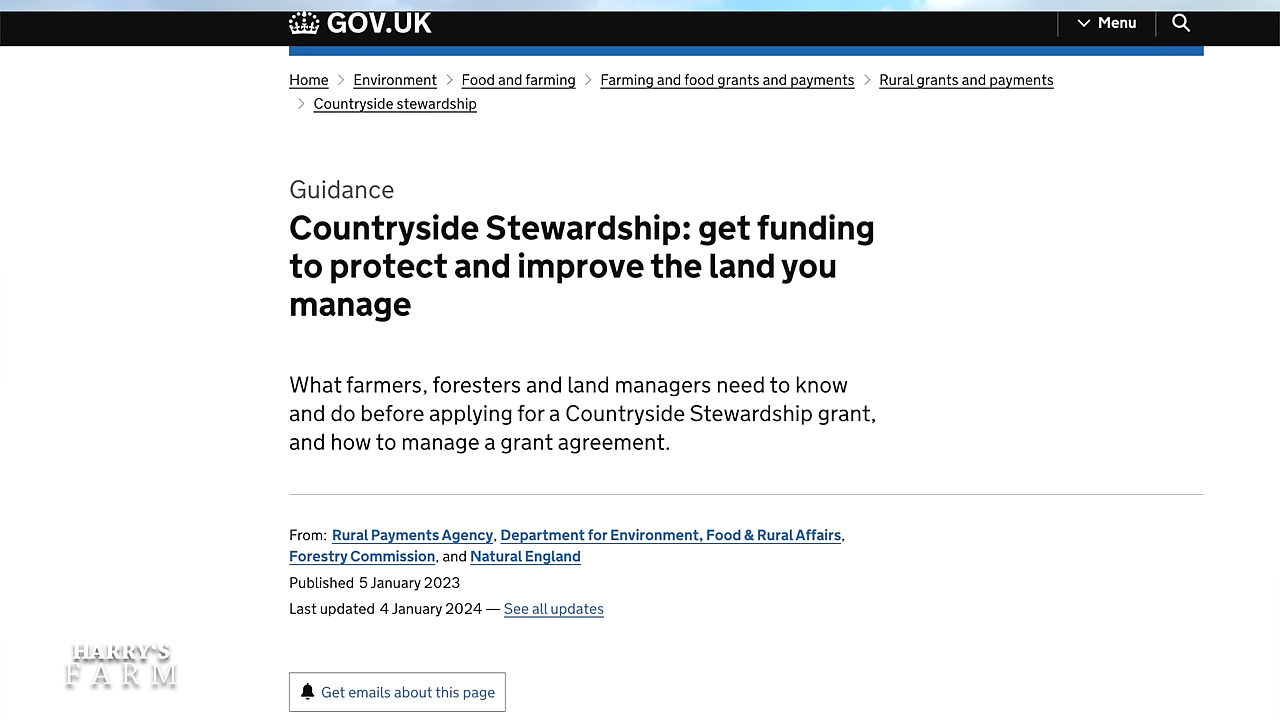 GOV.UK
Menu
Home > Environment > Food and farming > Farming and food grants and payments > Rural grants and payments
> Countryside stewardship
Guidance
Countryside Stewardship: get funding
to protect and improve the land you
manage
What farmers, foresters and land managers need to know
and do before applying for a Countryside Stewardship grant,
and how to manage a grant agreement.
From: Rural Payments Agency, Department for Environment, Food & Rural Affairs,
Forestry Commission, and Natural England
Published 5 January 2023
Last updated 4 January 2024 — See all updates
HARRY'S
FARM
Get emails about this page